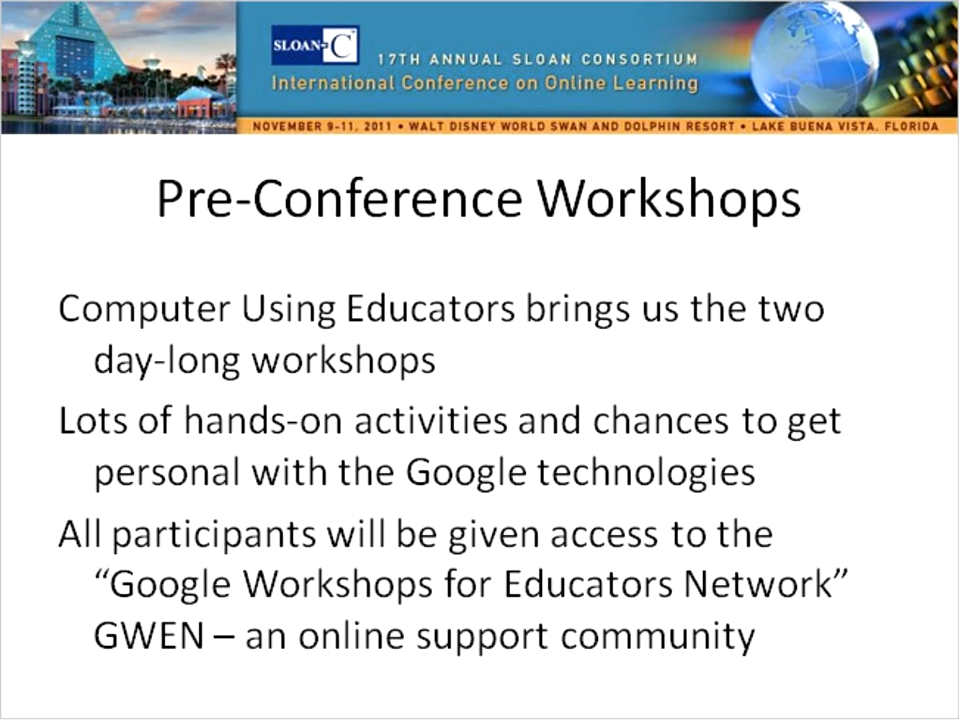 SLOAN-C
17TH ANNUAL SLOAN CONSORTIUM
International Conference on Online Learning
NOVEMBER 9-11, 2011 • WALT DISNEY WORLD SWAN AND DOLPHIN RESORT • LAKE BUENA VISTA, FLORIDA
Pre-Conference Workshops
Computer Using Educators brings us the two
day-long workshops
Lots of hands-on activities and chances to get
personal with the Google technologies
All participants will be given access to the
“Google Workshops for Educators Network”
GWEN – an online support community